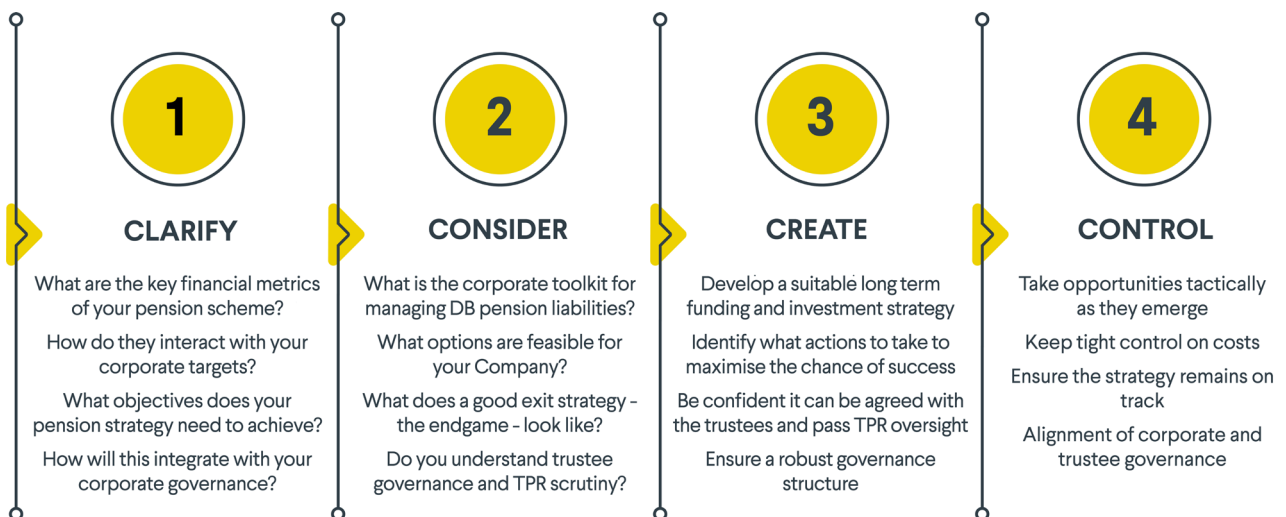 1
CLARIFY
What are the key financial metrics
of your pension scheme?
How do they interact with your
corporate targets?
What objectives does your
pension strategy need to achieve?
How will this integrate with your
corporate governance?
2
CONSIDER
What is the corporate toolkit for
managing DB pension liabilities?
What options are feasible for
your Company?
What does a good exit strategy -
the endgame - look like?
Do you understand trustee
governance and TPR scrutiny?
3
CREATE
Develop a suitable long term
funding and investment strategy
Identify what actions to take to
maximise the chance of success
Be confident it can be agreed with
the trustees and pass TPR oversight
Ensure a robust governance
structure
4
CONTROL
Take opportunities tactically
as they emerge
Keep tight control on costs
Ensure the strategy remains on
track
Alignment of corporate and
trustee governance